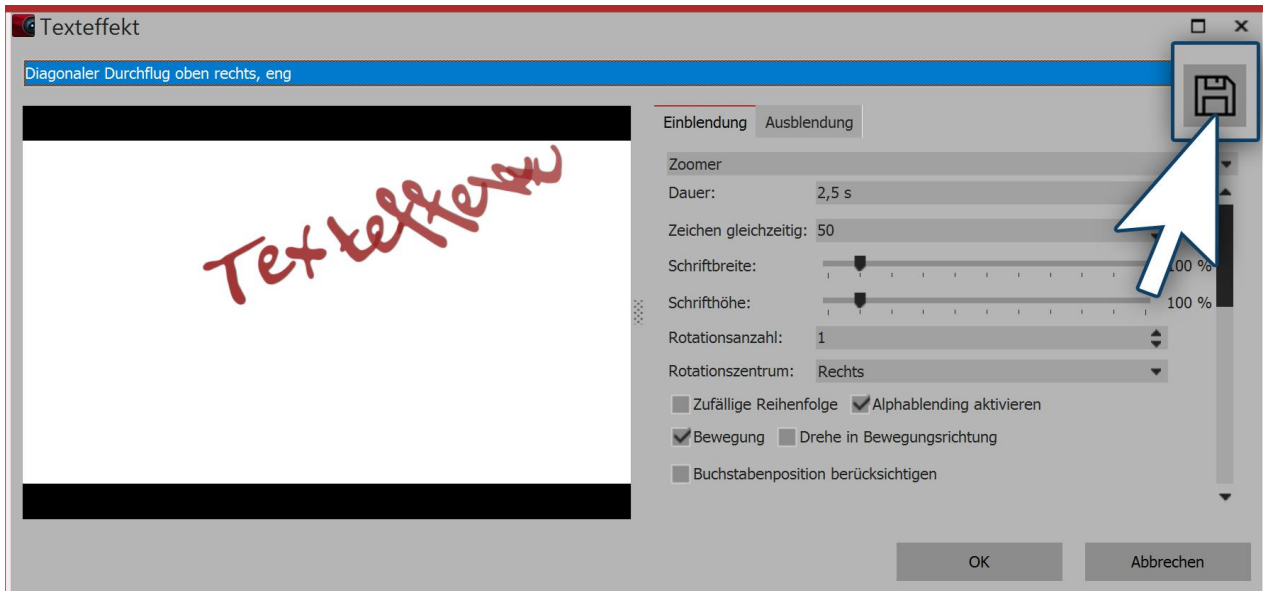 Texteffekt
Diagonaler Durchflug oben rechts, eng
Texteffe
Einblendung Ausblendung
Zoomer
Dauer: 2,5 s
Zeichen gleichzeitig: 50
Schriftbreite: 100 %
Schrifthöhe: 100 %
Rotationsanzahl: 1
Rotationszentrum: Rechts
Zufällige Reihenfolge Alphablending aktivieren
Bewegung Drehe in Bewegungsrichtung
Buchstabenposition berücksichtigen
OK Abbrechen